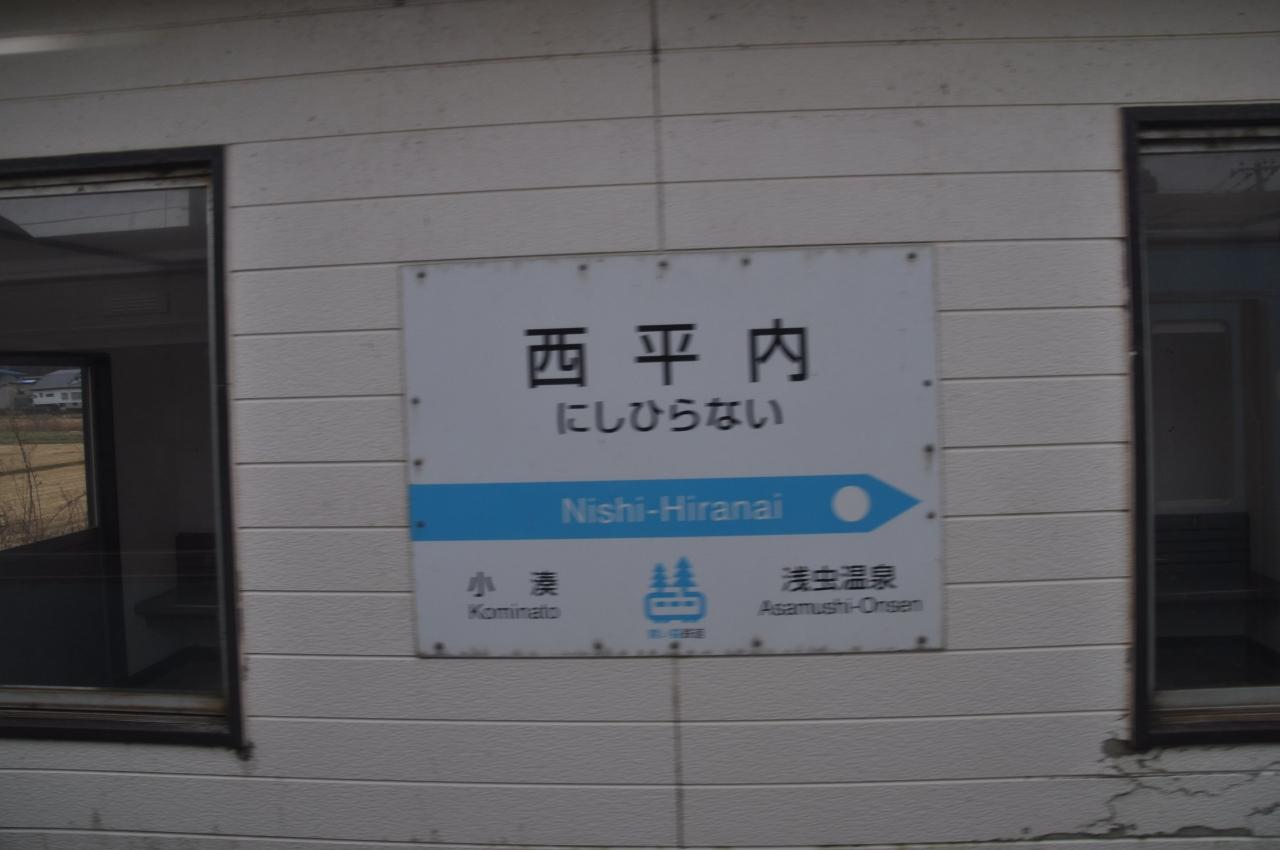 西平内
にしひらない
Nishi-Hiranai
小湊 浅虫温泉
Kominato Asamushi-Onsen